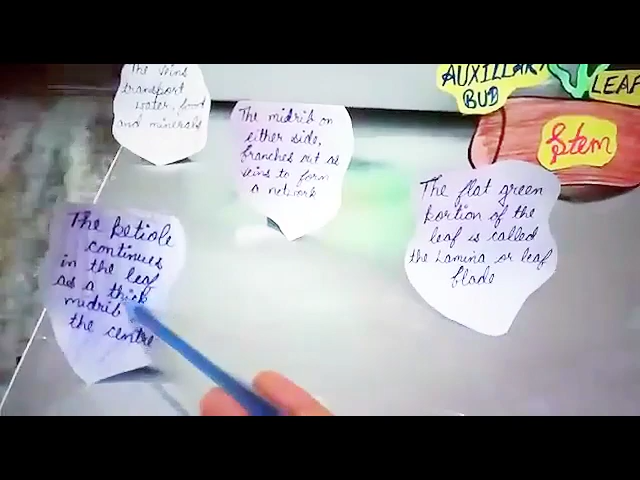 The veins
transport
water, food
and minerals
The midrib on
either side,
branches out as
veins to form
a network
AUXILLARY
BUB
LEAF
Stem
The flat green
portion of the
leaf is called
the Lamina or leaf
blade
The Petiole
continues
in the leaf
as a thick
midrib
the centre